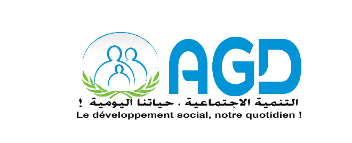 AGD
التنمية الاجتماعية ، حياتنا اليومية !
Le développement social, notre quotidien !